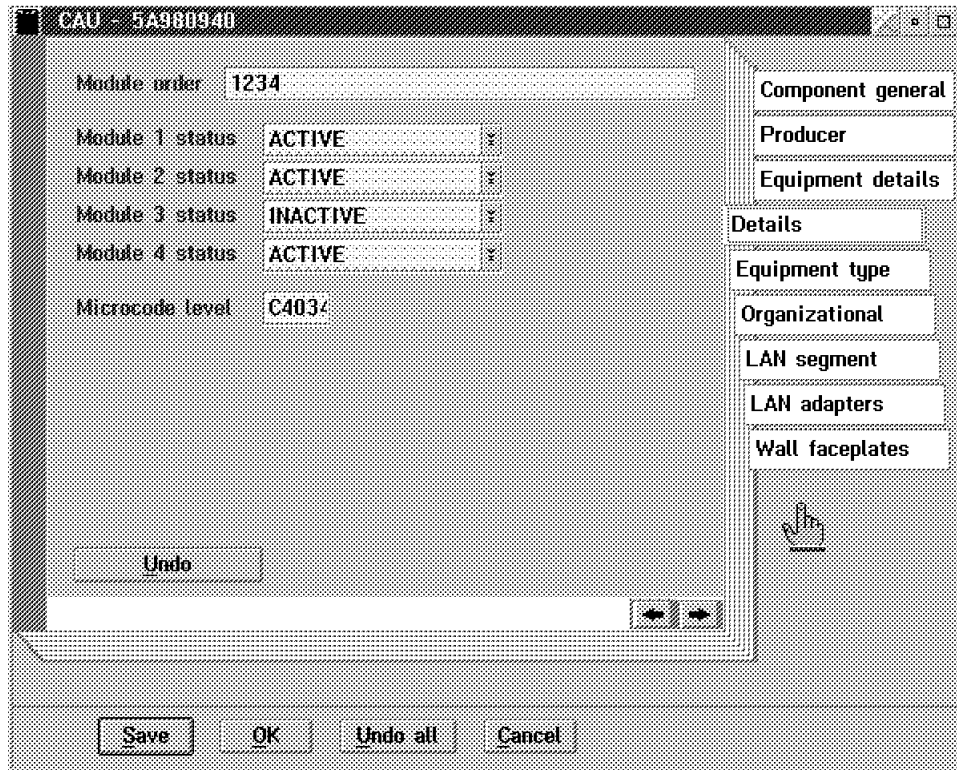 CAU - 5A980940
Module order 1234
Module 1 status ACTIVE
Module 2 status ACTIVE
Module 3 status INACTIVE
Module 4 status ACTIVE
Microcode level C4034
Undo
Component general
Producer
Equipment details
Details
Equipment type
Organizational
LAN segment
LAN adapters
Wall faceplates
Save OK Undo all Cancel